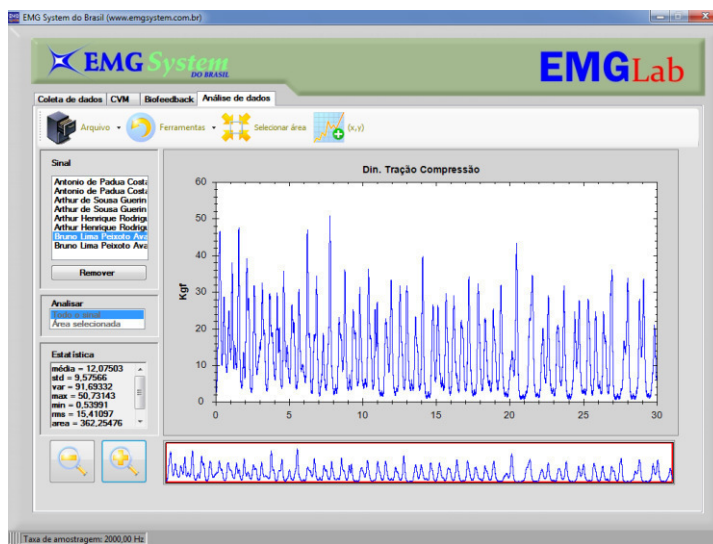 EMG System do Brasil (www.emgsystem.com.br)
EMG System
DO BRASIL
EMGLab
Coleta de dados CVM Biofeedback Análise de dados
Arquivo Ferramentas Selecionar área (x,y)
Sinal
Antonio de Padua Costa
Antonio de Padua Costa
Arthur de Sousa Guerin
Arthur de Sousa Guerin
Arthur Henrique Rodrigu
Arthur Henrique Rodrigu
Bruno Lima Peixoto Ava
Bruno Lima Peixoto Ava
Remover
Analisar
Todo o sinal
Área selecionada
Estatística
média = 12,07503
std = 9,57566
var = 91,69332
max = 50,73143
min = 0,53991
rms = 15,41097
area = 362,25476
Din. Tração Compressão
Kgf
60
50
40
30
20
10
0
0 5 10 15 20 25 30
Taxa de amostragem: 2000,00 Hz